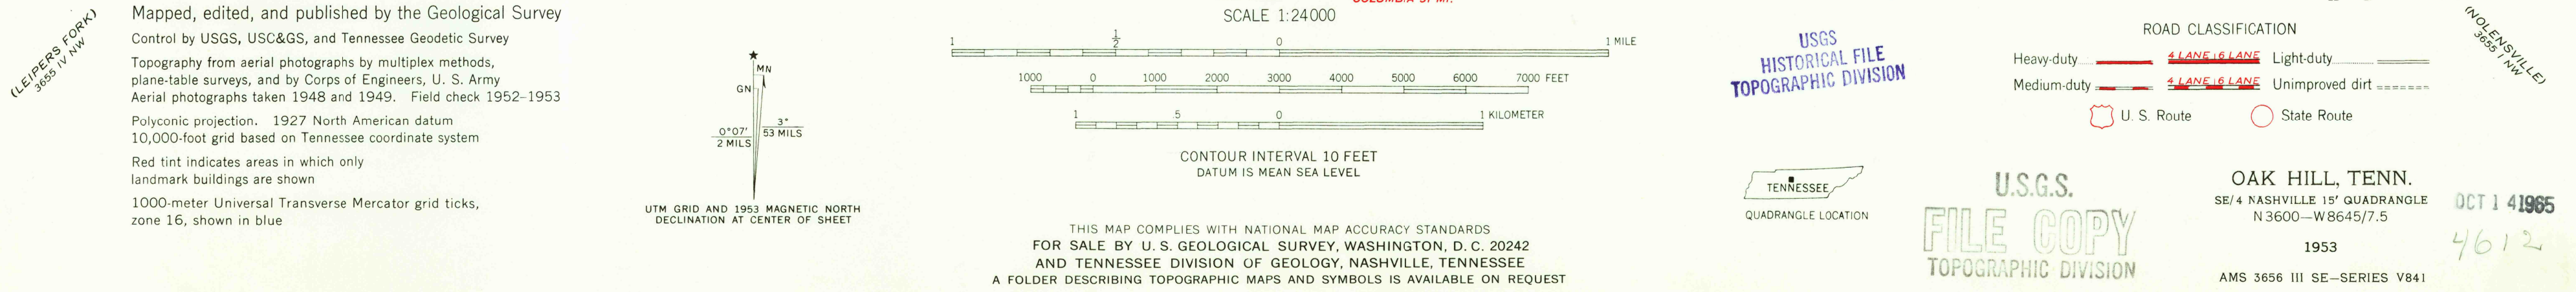 (LEIPERS FORK)
3655 IV NW
Mapped, edited, and published by the Geological Survey
Control by USGS, USC&GS, and Tennessee Geodetic Survey
Topography from aerial photographs by multiplex methods,
plane-table surveys, and by Corps of Engineers, U. S. Army
Aerial photographs taken 1948 and 1949. Field check 1952–1953
Polyconic projection. 1927 North American datum
10,000-foot grid based on Tennessee coordinate system
Red tint indicates areas in which only
landmark buildings are shown
1000-meter Universal Transverse Mercator grid ticks,
zone 16, shown in blue
★
MN
GN
0°07'
2 MILS
3°
53 MILS
UTM GRID AND 1953 MAGNETIC NORTH
DECLINATION AT CENTER OF SHEET
SCALE 1:24000
1 ½ 0 1 MILE
1000 0 1000 2000 3000 4000 5000 6000 7000 FEET
1 .5 0 1 KILOMETER
CONTOUR INTERVAL 10 FEET
DATUM IS MEAN SEA LEVEL
THIS MAP COMPLIES WITH NATIONAL MAP ACCURACY STANDARDS
FOR SALE BY U. S. GEOLOGICAL SURVEY, WASHINGTON, D. C. 20242
AND TENNESSEE DIVISION OF GEOLOGY, NASHVILLE, TENNESSEE
A FOLDER DESCRIBING TOPOGRAPHIC MAPS AND SYMBOLS IS AVAILABLE ON REQUEST
USGS
HISTORICAL FILE
TOPOGRAPHIC DIVISION
TENNESSEE
QUADRANGLE LOCATION
U.S.G.S.
FILE COPY
TOPOGRAPHIC DIVISION
ROAD CLASSIFICATION
Heavy-duty 4 LANE 6 LANE Light-duty
Medium-duty 4 LANE 6 LANE Unimproved dirt
U. S. Route State Route
OAK HILL, TENN.
SE/4 NASHVILLE 15' QUADRANGLE
N3600—W8645/7.5
1953
AMS 3656 III SE—SERIES V841
(NOLENSVILLE)
3655 I NW
OCT 14 1965
4612